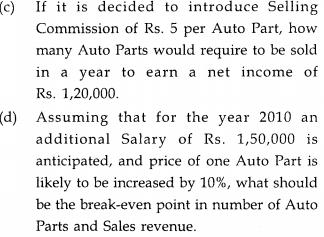 (c) If it is decided to introduce Selling
Commission of Rs. 5 per Auto Part, how
many Auto Parts would require to be sold
in a year to earn a net income of
Rs. 1,20,000.
(d) Assuming that for the year 2010 an
additional Salary of Rs. 1,50,000 is
anticipated, and price of one Auto Part is
likely to be increased by 10%, what should
be the break-even point in number of Auto
Parts and Sales revenue.